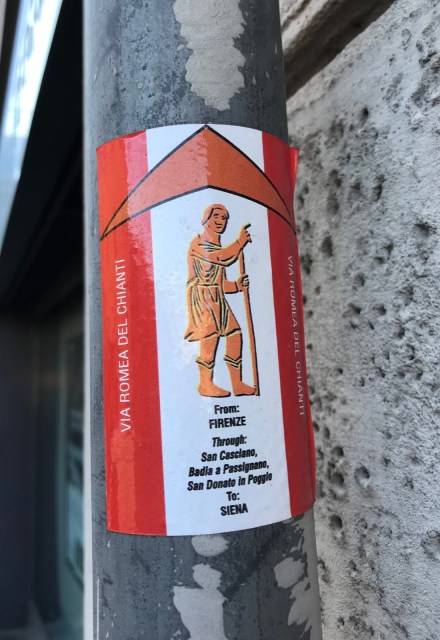 VIA ROMEA DEL CHIANTI
VIA ROMEA DEL CHIANTI
From:
FIRENZE
Through:
San Casciano,
Badia a Passignano,
San Donato in Poggio
To:
SIENA